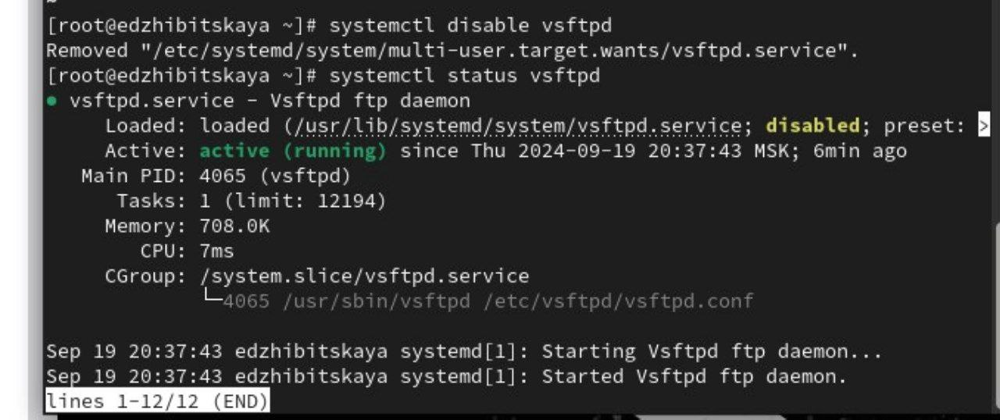 [root@edzhibitskaya ~]# systemctl disable vsftpd
Removed "/etc/systemd/system/multi-user.target.wants/vsftpd.service".
[root@edzhibitskaya ~]# systemctl status vsftpd
● vsftpd.service - Vsftpd ftp daemon
     Loaded: loaded (/usr/lib/systemd/system/vsftpd.service; disabled; preset: >
     Active: active (running) since Thu 2024-09-19 20:37:43 MSK; 6min ago
   Main PID: 4065 (vsftpd)
      Tasks: 1 (limit: 12194)
     Memory: 708.0K
        CPU: 7ms
     CGroup: /system.slice/vsftpd.service
             └─4065 /usr/sbin/vsftpd /etc/vsftpd/vsftpd.conf

Sep 19 20:37:43 edzhibitskaya systemd[1]: Starting Vsftpd ftp daemon...
Sep 19 20:37:43 edzhibitskaya systemd[1]: Started Vsftpd ftp daemon.
lines 1-12/12 (END)